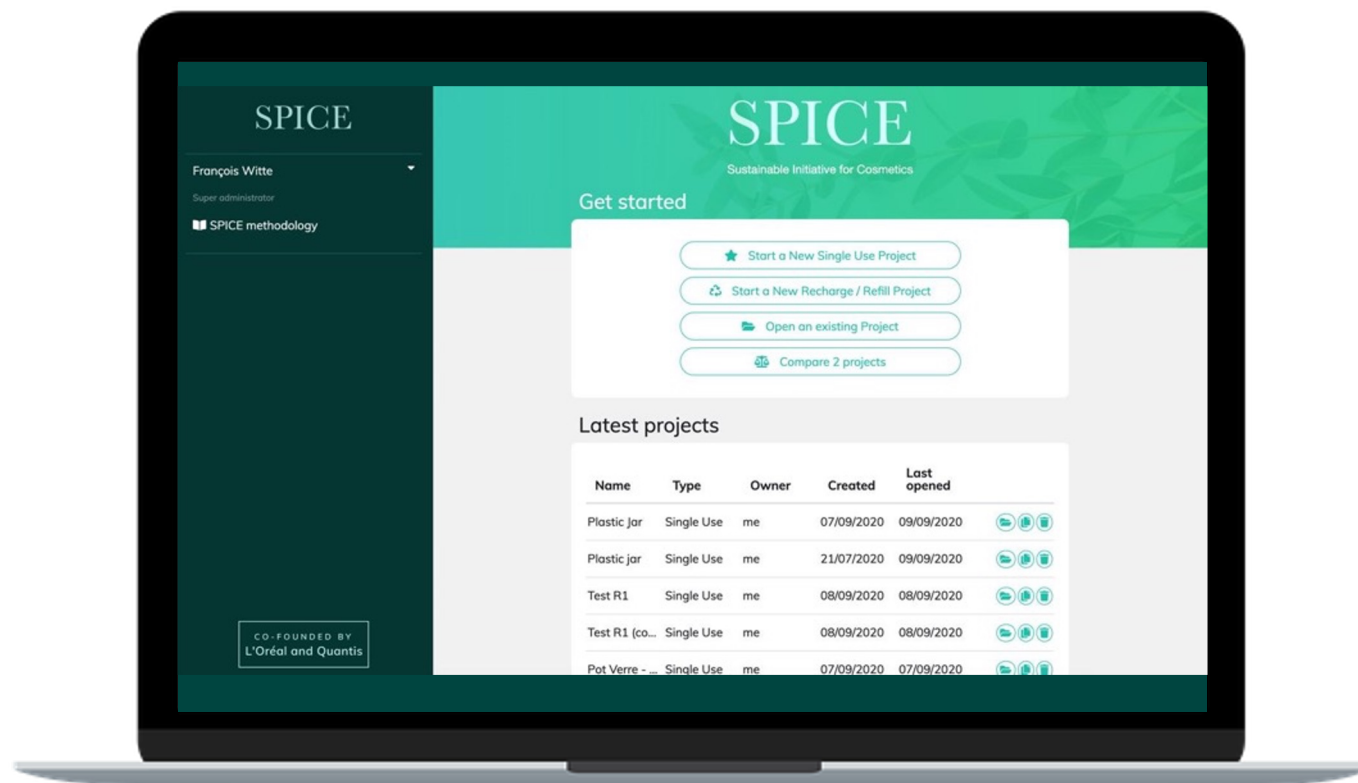 SPICE
François Witte
Super administrator
SPICE methodology
CO-FOUNDED BY
L'Oréal and Quantis
SPICE
Sustainable Initiative for Cosmetics
Get started
Start a New Single Use Project
Start a New Recharge / Refill Project
Open an existing Project
Compare 2 projects
Latest projects
Name Type Owner Created Last opened
Plastic Jar Single Use me 07/09/2020 09/09/2020
Plastic jar Single Use me 21/07/2020 09/09/2020
Test R1 Single Use me 08/09/2020 08/09/2020
Test R1 (co... Single Use me 08/09/2020 08/09/2020
Pot Verre - ... Single Use me 07/09/2020 07/09/2020